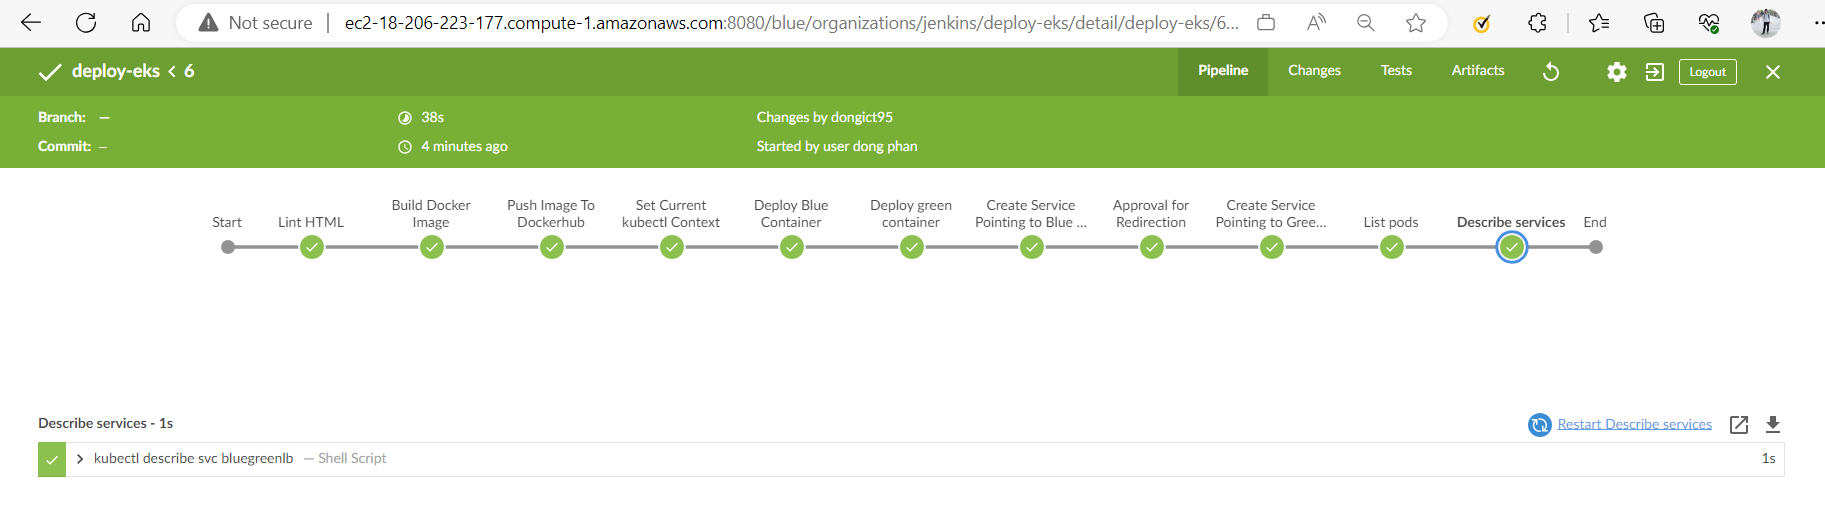 Not secure | ec2-18-206-223-177.compute-1.amazonaws.com:8080/blue/organizations/jenkins/deploy-eks/detail/deploy-eks/6...
deploy-eks < 6
Pipeline Changes Tests Artifacts Logout
Branch: — 38s Changes by dongict95
Commit: — 4 minutes ago Started by user dong phan
Start
Lint HTML
Build Docker
Image
Push Image To
Dockerhub
Set Current
kubectl Context
Deploy Blue
Container
Deploy green
container
Create Service
Pointing to Blue ...
Approval for
Redirection
Create Service
Pointing to Gree...
List pods
Describe services
End
Describe services - 1s Restart Describe services
kubectl describe svc bluegreenlb — Shell Script 1s